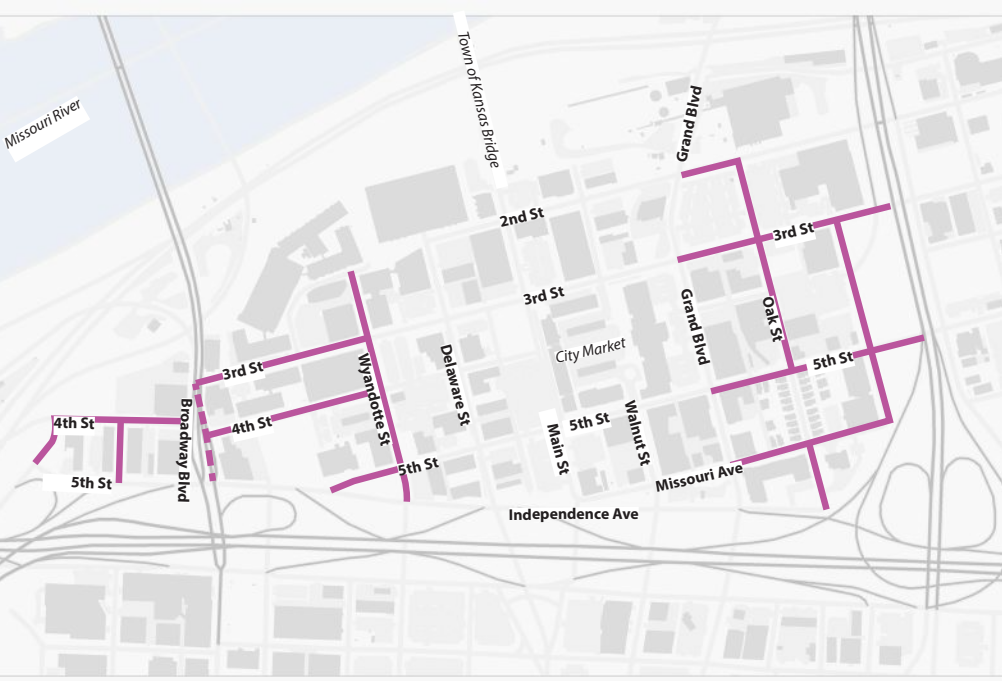 Missouri River
Town of Kansas Bridge
Grand Blvd
2nd St
3rd St
3rd St
Grand Blvd
Oak St
City Market
Delaware St
Wyandotte St
3rd St
5th St
Broadway Blvd
4th St
4th St
5th St
Main St
Walnut St
5th St
5th St
Missouri Ave
Independence Ave